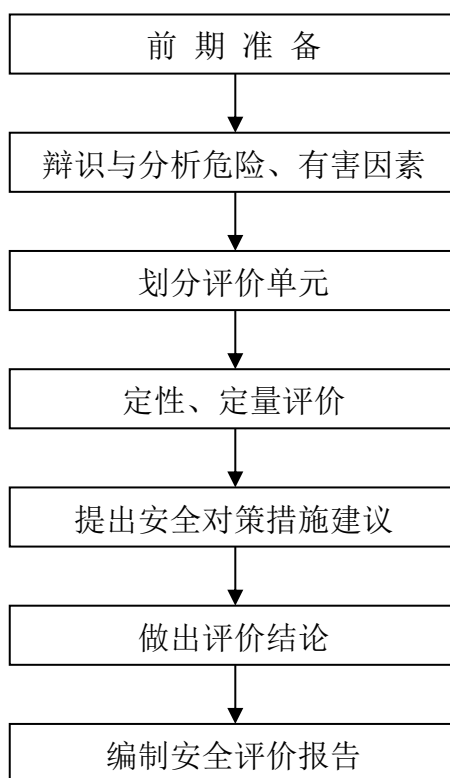 前 期 准 备
辩识与分析危险、有害因素
划分评价单元
定性、定量评价
提出安全对策措施建议
做出评价结论
编制安全评价报告